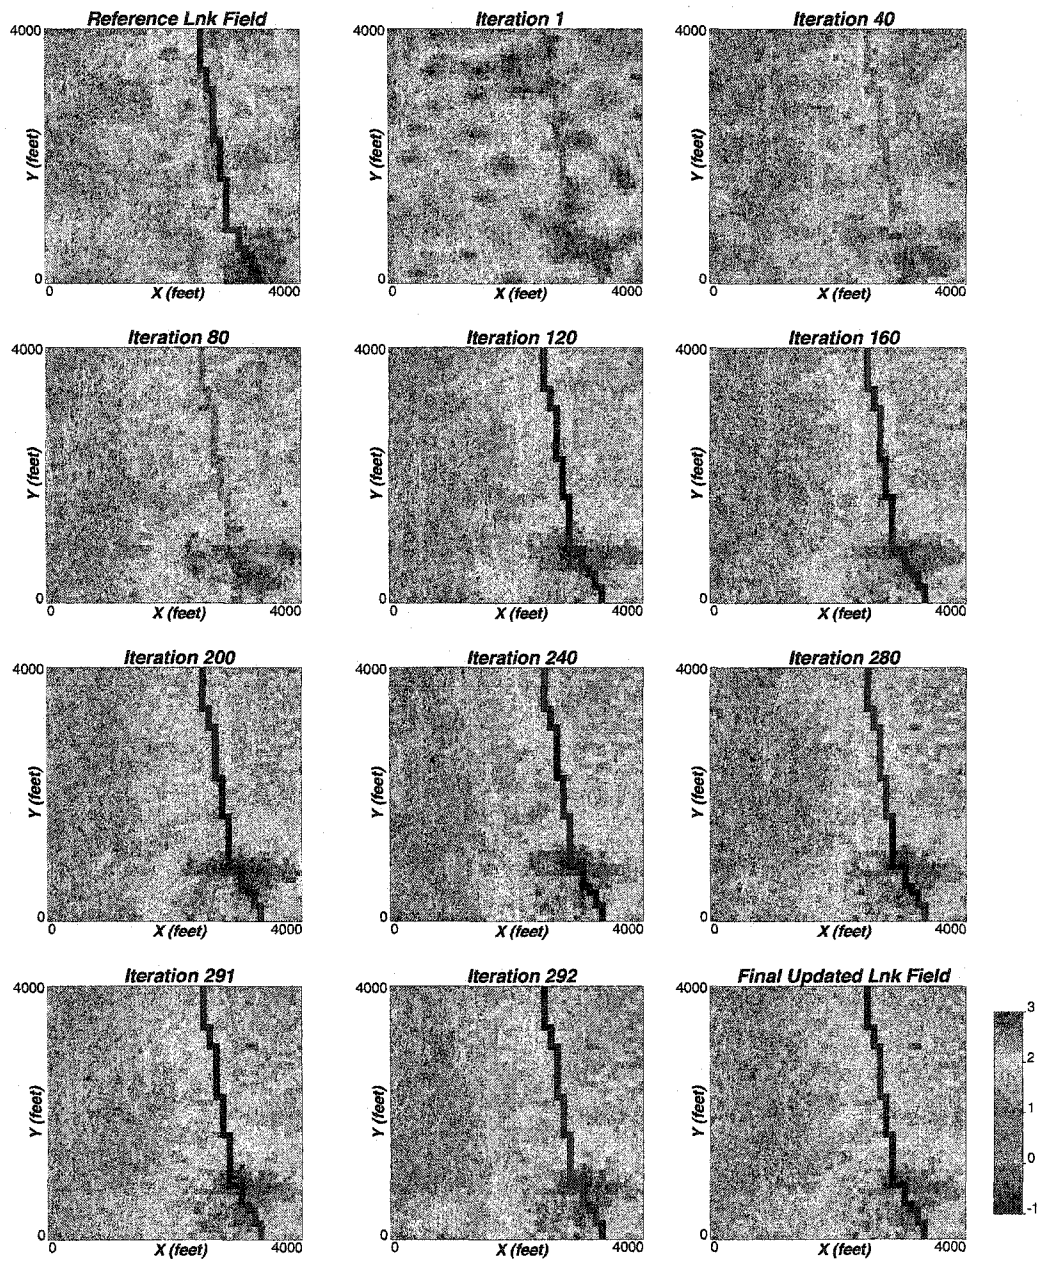 Reference Lnk Field
Iteration 1
Iteration 40
4000
4000
4000
Y (feet)
Y (feet)
Y (feet)
0
0
0
0
X (feet)
4000
0
X (feet)
4000
0
X (feet)
4000
Iteration 80
Iteration 120
Iteration 160
4000
4000
4000
Y (feet)
Y (feet)
Y (feet)
0
0
0
0
X (feet)
4000
0
X (feet)
4000
0
X (feet)
4000
Iteration 200
Iteration 240
Iteration 280
4000
4000
4000
Y (feet)
Y (feet)
Y (feet)
0
0
0
0
X (feet)
4000
0
X (feet)
4000
0
X (feet)
4000
Iteration 291
Iteration 292
Final Updated Lnk Field
4000
4000
4000
Y (feet)
Y (feet)
Y (feet)
0
0
0
0
X (feet)
4000
0
X (feet)
4000
0
X (feet)
4000
3
2
1
0
-1